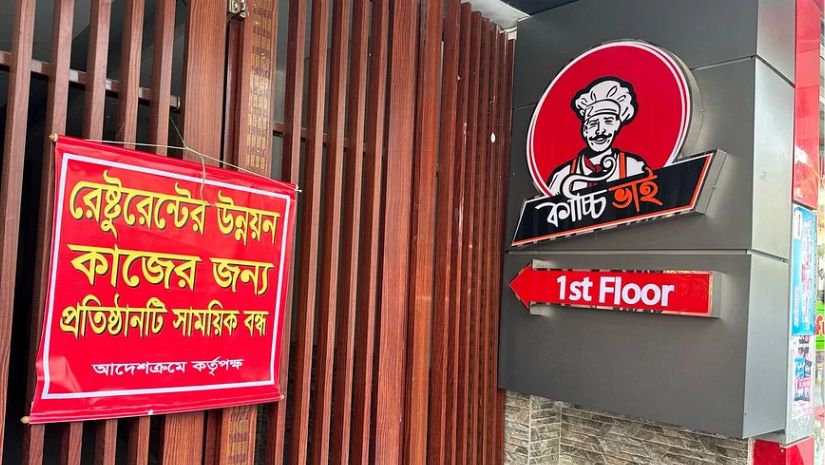 রেষ্টুরেন্টের উন্নয়ন
কাজের জন্য
প্রতিষ্ঠানটি সাময়িক বন্ধ
আদেশক্রমে কর্তৃপক্ষ
কাচ্চি ভাই
1st Floor